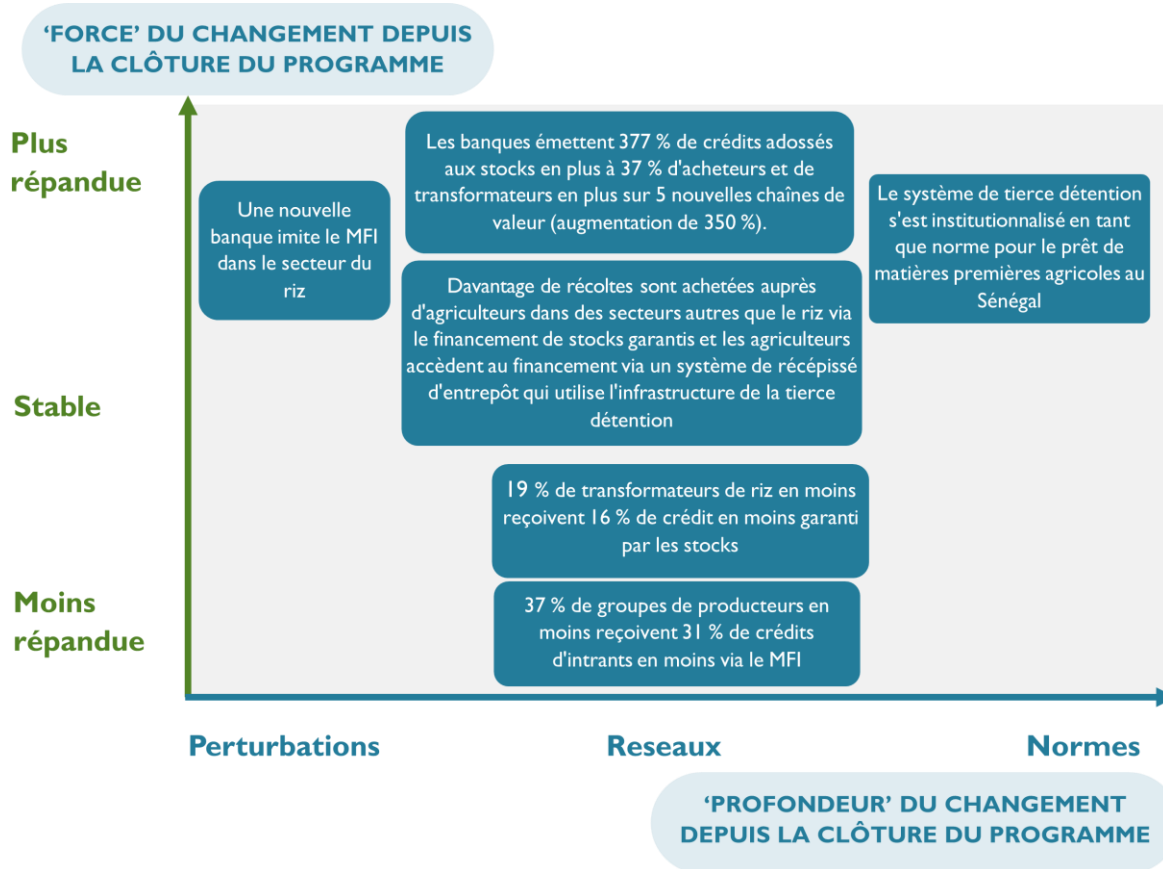 ‘FORCE’ DU CHANGEMENT DEPUIS
LA CLÔTURE DU PROGRAMME
Plus
répandue
Une nouvelle
banque imite le MFI
dans le secteur du
riz
Les banques émettent 377 % de crédits adossés
aux stocks en plus à 37 % d'acheteurs et de
transformateurs en plus sur 5 nouvelles chaînes de
valeur (augmentation de 350 %).
Le système de tierce détention
s'est institutionnalisé en tant
que norme pour le prêt de
matières premières agricoles au
Sénégal
Davantage de récoltes sont achetées auprès
d'agriculteurs dans des secteurs autres que le riz via
le financement de stocks garantis et les agriculteurs
accèdent au financement via un système de récépissé
d'entrepôt qui utilise l'infrastructure de la tierce
détention
Stable
19 % de transformateurs de riz en moins
reçoivent 16 % de crédit en moins garanti
par les stocks
Moins
répandue
37 % de groupes de producteurs en
moins reçoivent 31 % de crédits
d'intrants en moins via le MFI
Perturbations
Reseaux
Normes
‘PROFONDEUR’ DU CHANGEMENT
DEPUIS LA CLÔTURE DU PROGRAMME